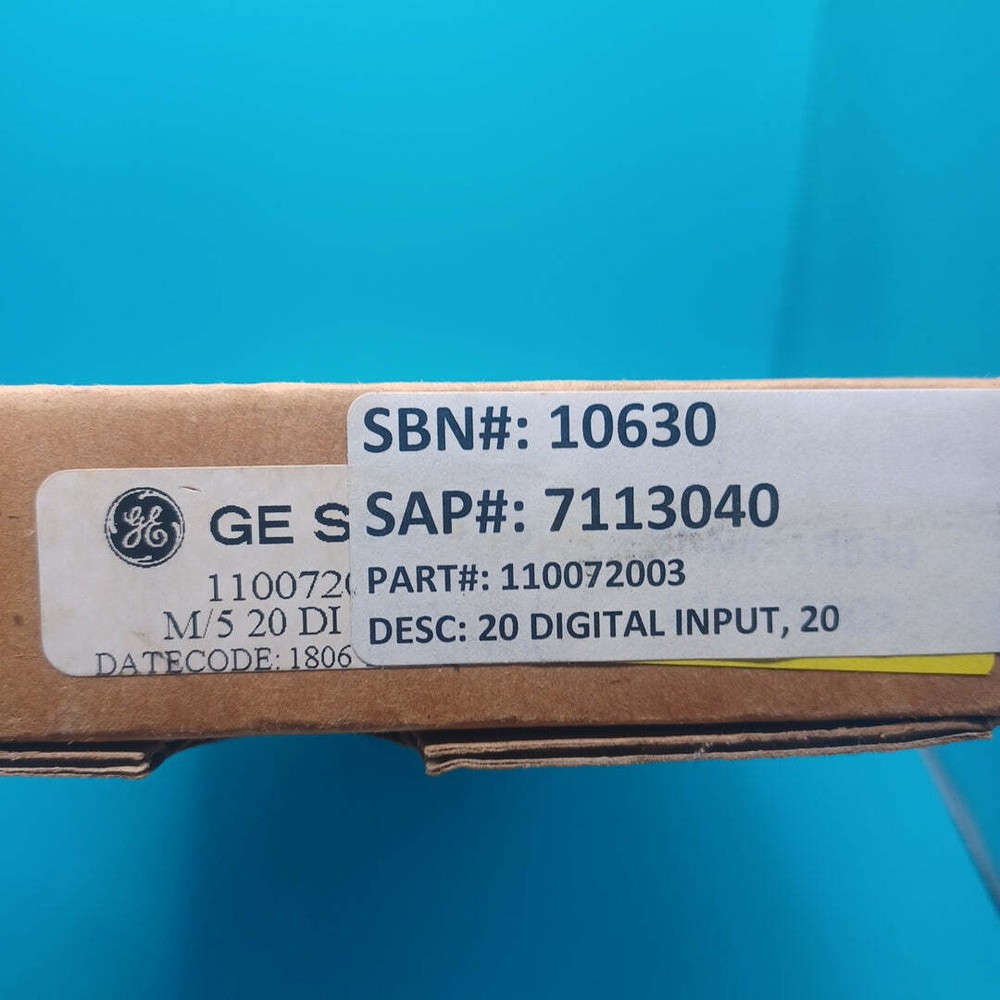 GE S
110072
M/5 20 DI
DATECODE: 1806
SBN#: 10630
SAP#: 7113040
PART#: 110072003
DESC: 20 DIGITAL INPUT, 20